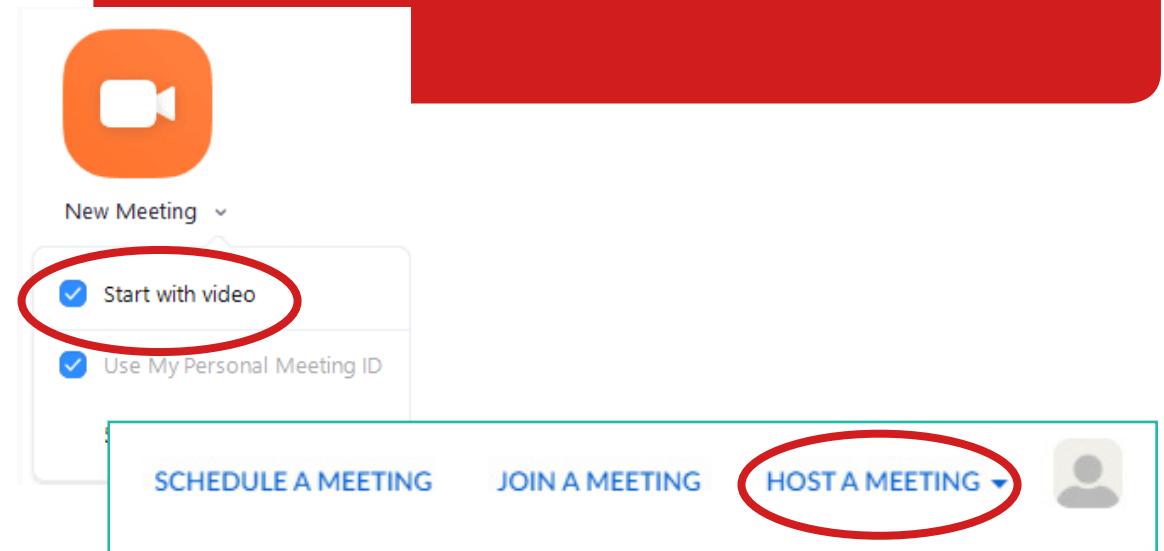 New Meeting
Start with video
Use My Personal Meeting ID
SCHEDULE A MEETING JOIN A MEETING HOST A MEETING